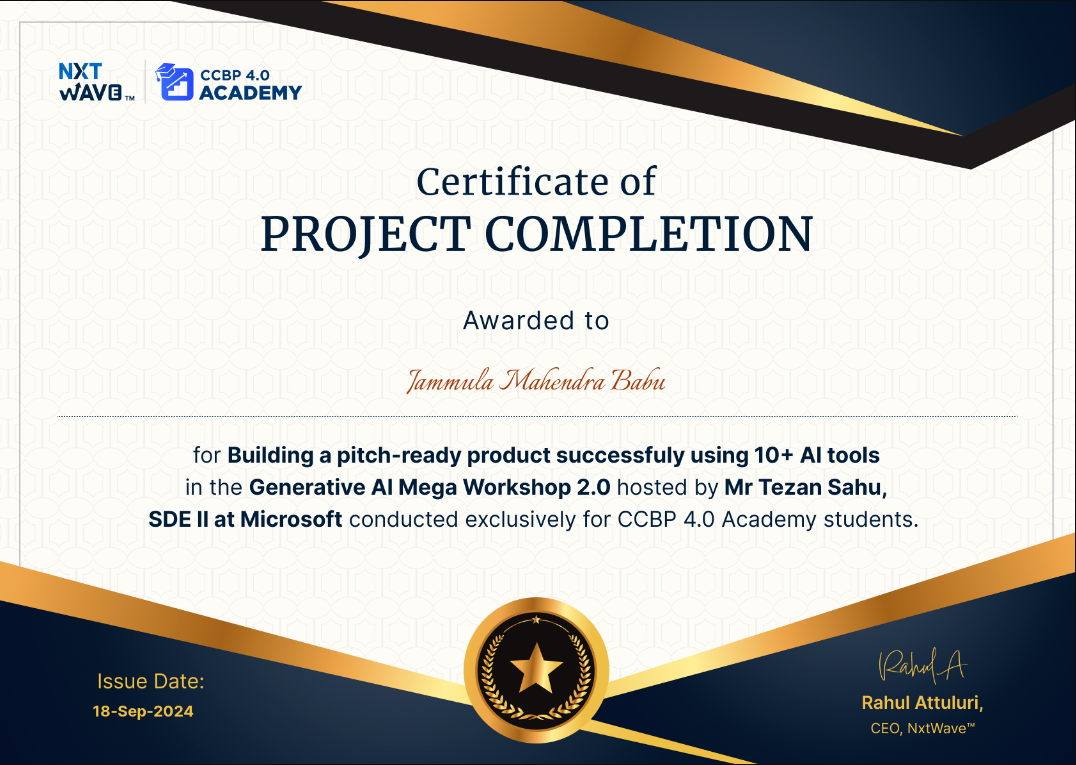 NXT
WAVE™
CCBP 4.0
ACADEMY
Certificate of
PROJECT COMPLETION
Awarded to
Jammula Mahendra Babu
for Building a pitch-ready product successfuly using 10+ AI tools
in the Generative AI Mega Workshop 2.0 hosted by Mr Tezan Sahu,
SDE II at Microsoft conducted exclusively for CCBP 4.0 Academy students.
Issue Date:
18-Sep-2024
Rahul A
Rahul Attuluri,
CEO, NxtWave™